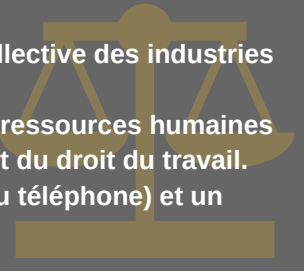 llective des industries
ressources humaines
t du droit du travail.
u téléphone) et un